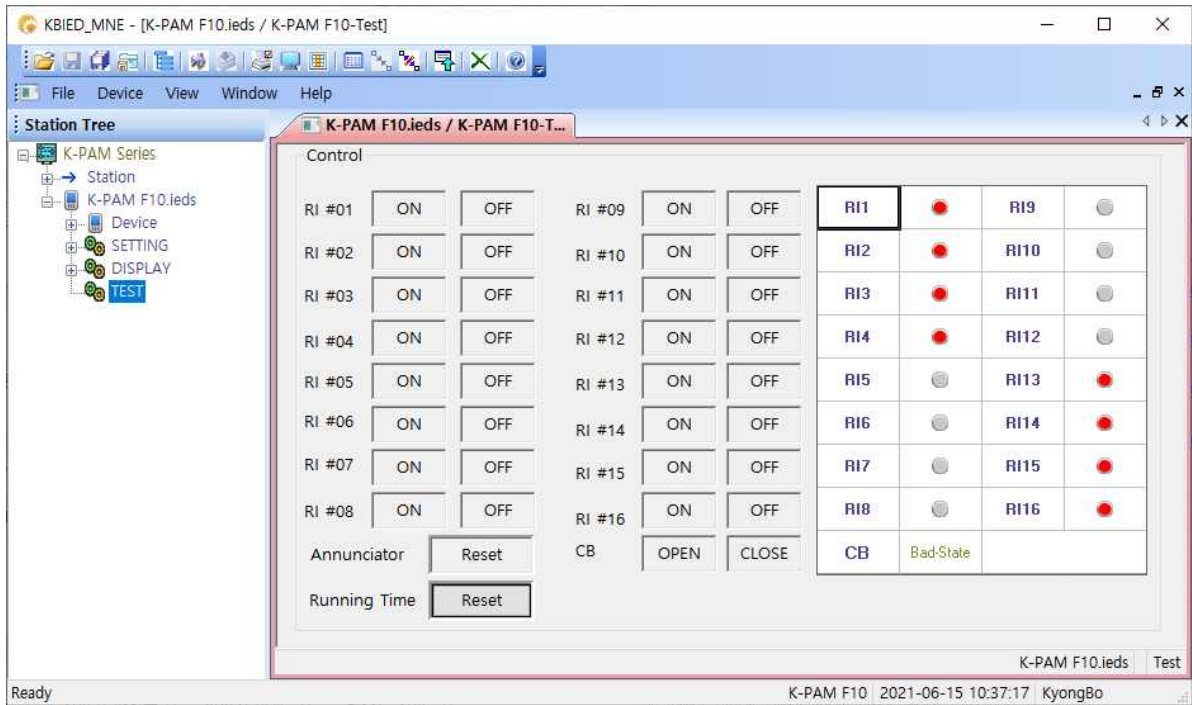 KBIED_MNE - [K-PAM F10.ieds / K-PAM F10-Test]
File Device View Window Help
Station Tree
K-PAM F10.ieds / K-PAM F10-T...
K-PAM Series
Station
K-PAM F10.ieds
Device
SETTING
DISPLAY
TEST
Control
RI #01 ON OFF RI #09 ON OFF RI1 RI9
RI #02 ON OFF RI #10 ON OFF RI2 RI10
RI #03 ON OFF RI #11 ON OFF RI3 RI11
RI #04 ON OFF RI #12 ON OFF RI4 RI12
RI #05 ON OFF RI #13 ON OFF RI5 RI13
RI #06 ON OFF RI #14 ON OFF RI6 RI14
RI #07 ON OFF RI #15 ON OFF RI7 RI15
RI #08 ON OFF RI #16 ON OFF RI8 RI16
Annunciator Reset CB OPEN CLOSE CB Bad-State
Running Time Reset
K-PAM F10.ieds Test
Ready K-PAM F10 2021-06-15 10:37:17 KyongBo